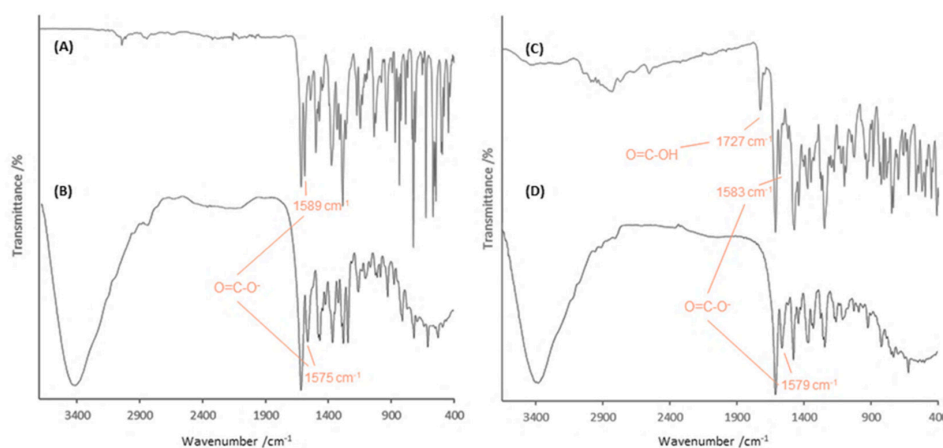 (A)
Transmittance /%
1589 cm⁻¹
(B)
O=C-O⁻
1575 cm⁻¹
3400 2900 2400 1900 1400 900 400
Wavenumber /cm⁻¹
(C)
Transmittance /%
1727 cm⁻¹
O=C-OH
1583 cm⁻¹
(D)
O=C-O⁻
1579 cm⁻¹
3400 2900 2400 1900 1400 900 400
Wavenumber /cm⁻¹